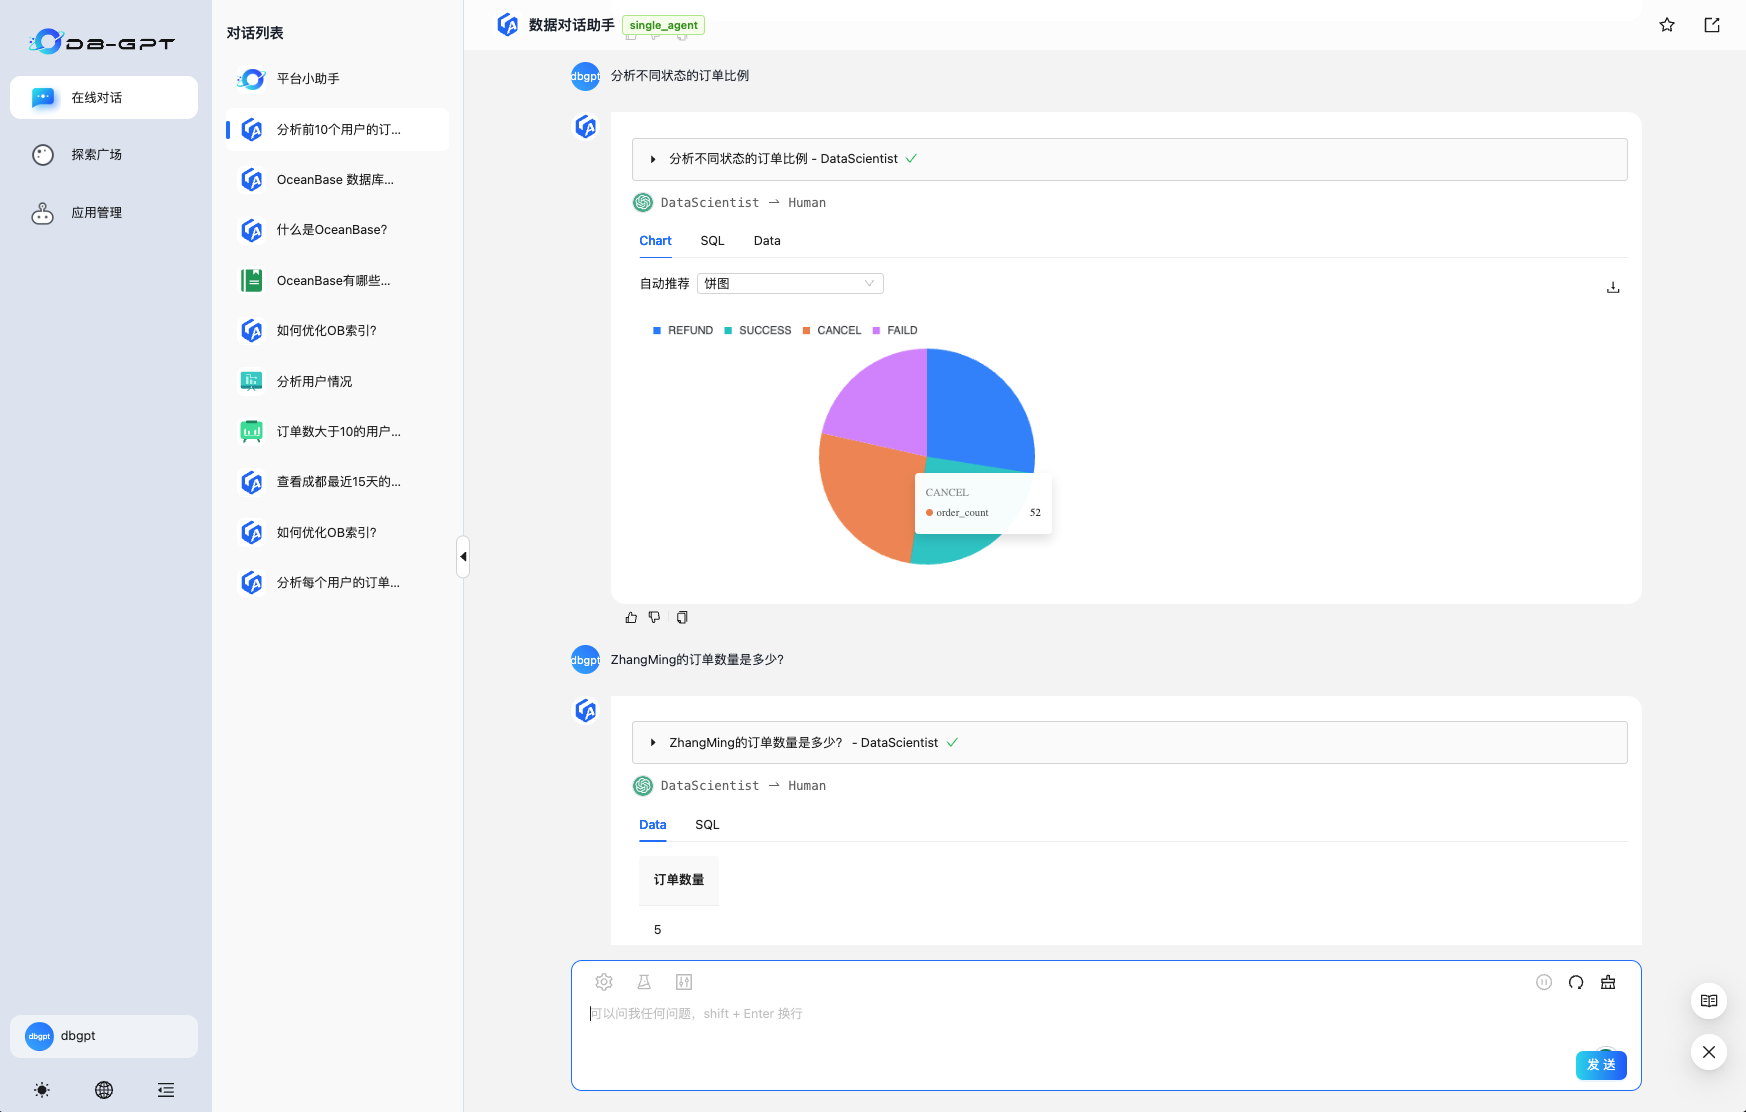 DB-GPT
在线对话
探索广场
应用管理
dbgpt
dbgpt
对话列表
平台小助手
分析前10个用户的订...
OceanBase 数据库...
什么是OceanBase?
OceanBase有哪些...
如何优化OB索引?
分析用户情况
订单数大于10的用户...
查看成都最近15天的...
如何优化OB索引?
分析每个用户的订单...
数据对话助手 single_agent
dbgpt 分析不同状态的订单比例
分析不同状态的订单比例 - DataScientist
DataScientist → Human
Chart SQL Data
自动推荐 饼图
REFUND SUCCESS CANCEL FAILD
CANCEL
order_count 52
dbgpt ZhangMing的订单数量是多少?
ZhangMing的订单数量是多少? - DataScientist
DataScientist → Human
Data SQL
订单数量
5
可以问我任何问题，shift + Enter 换行
发 送